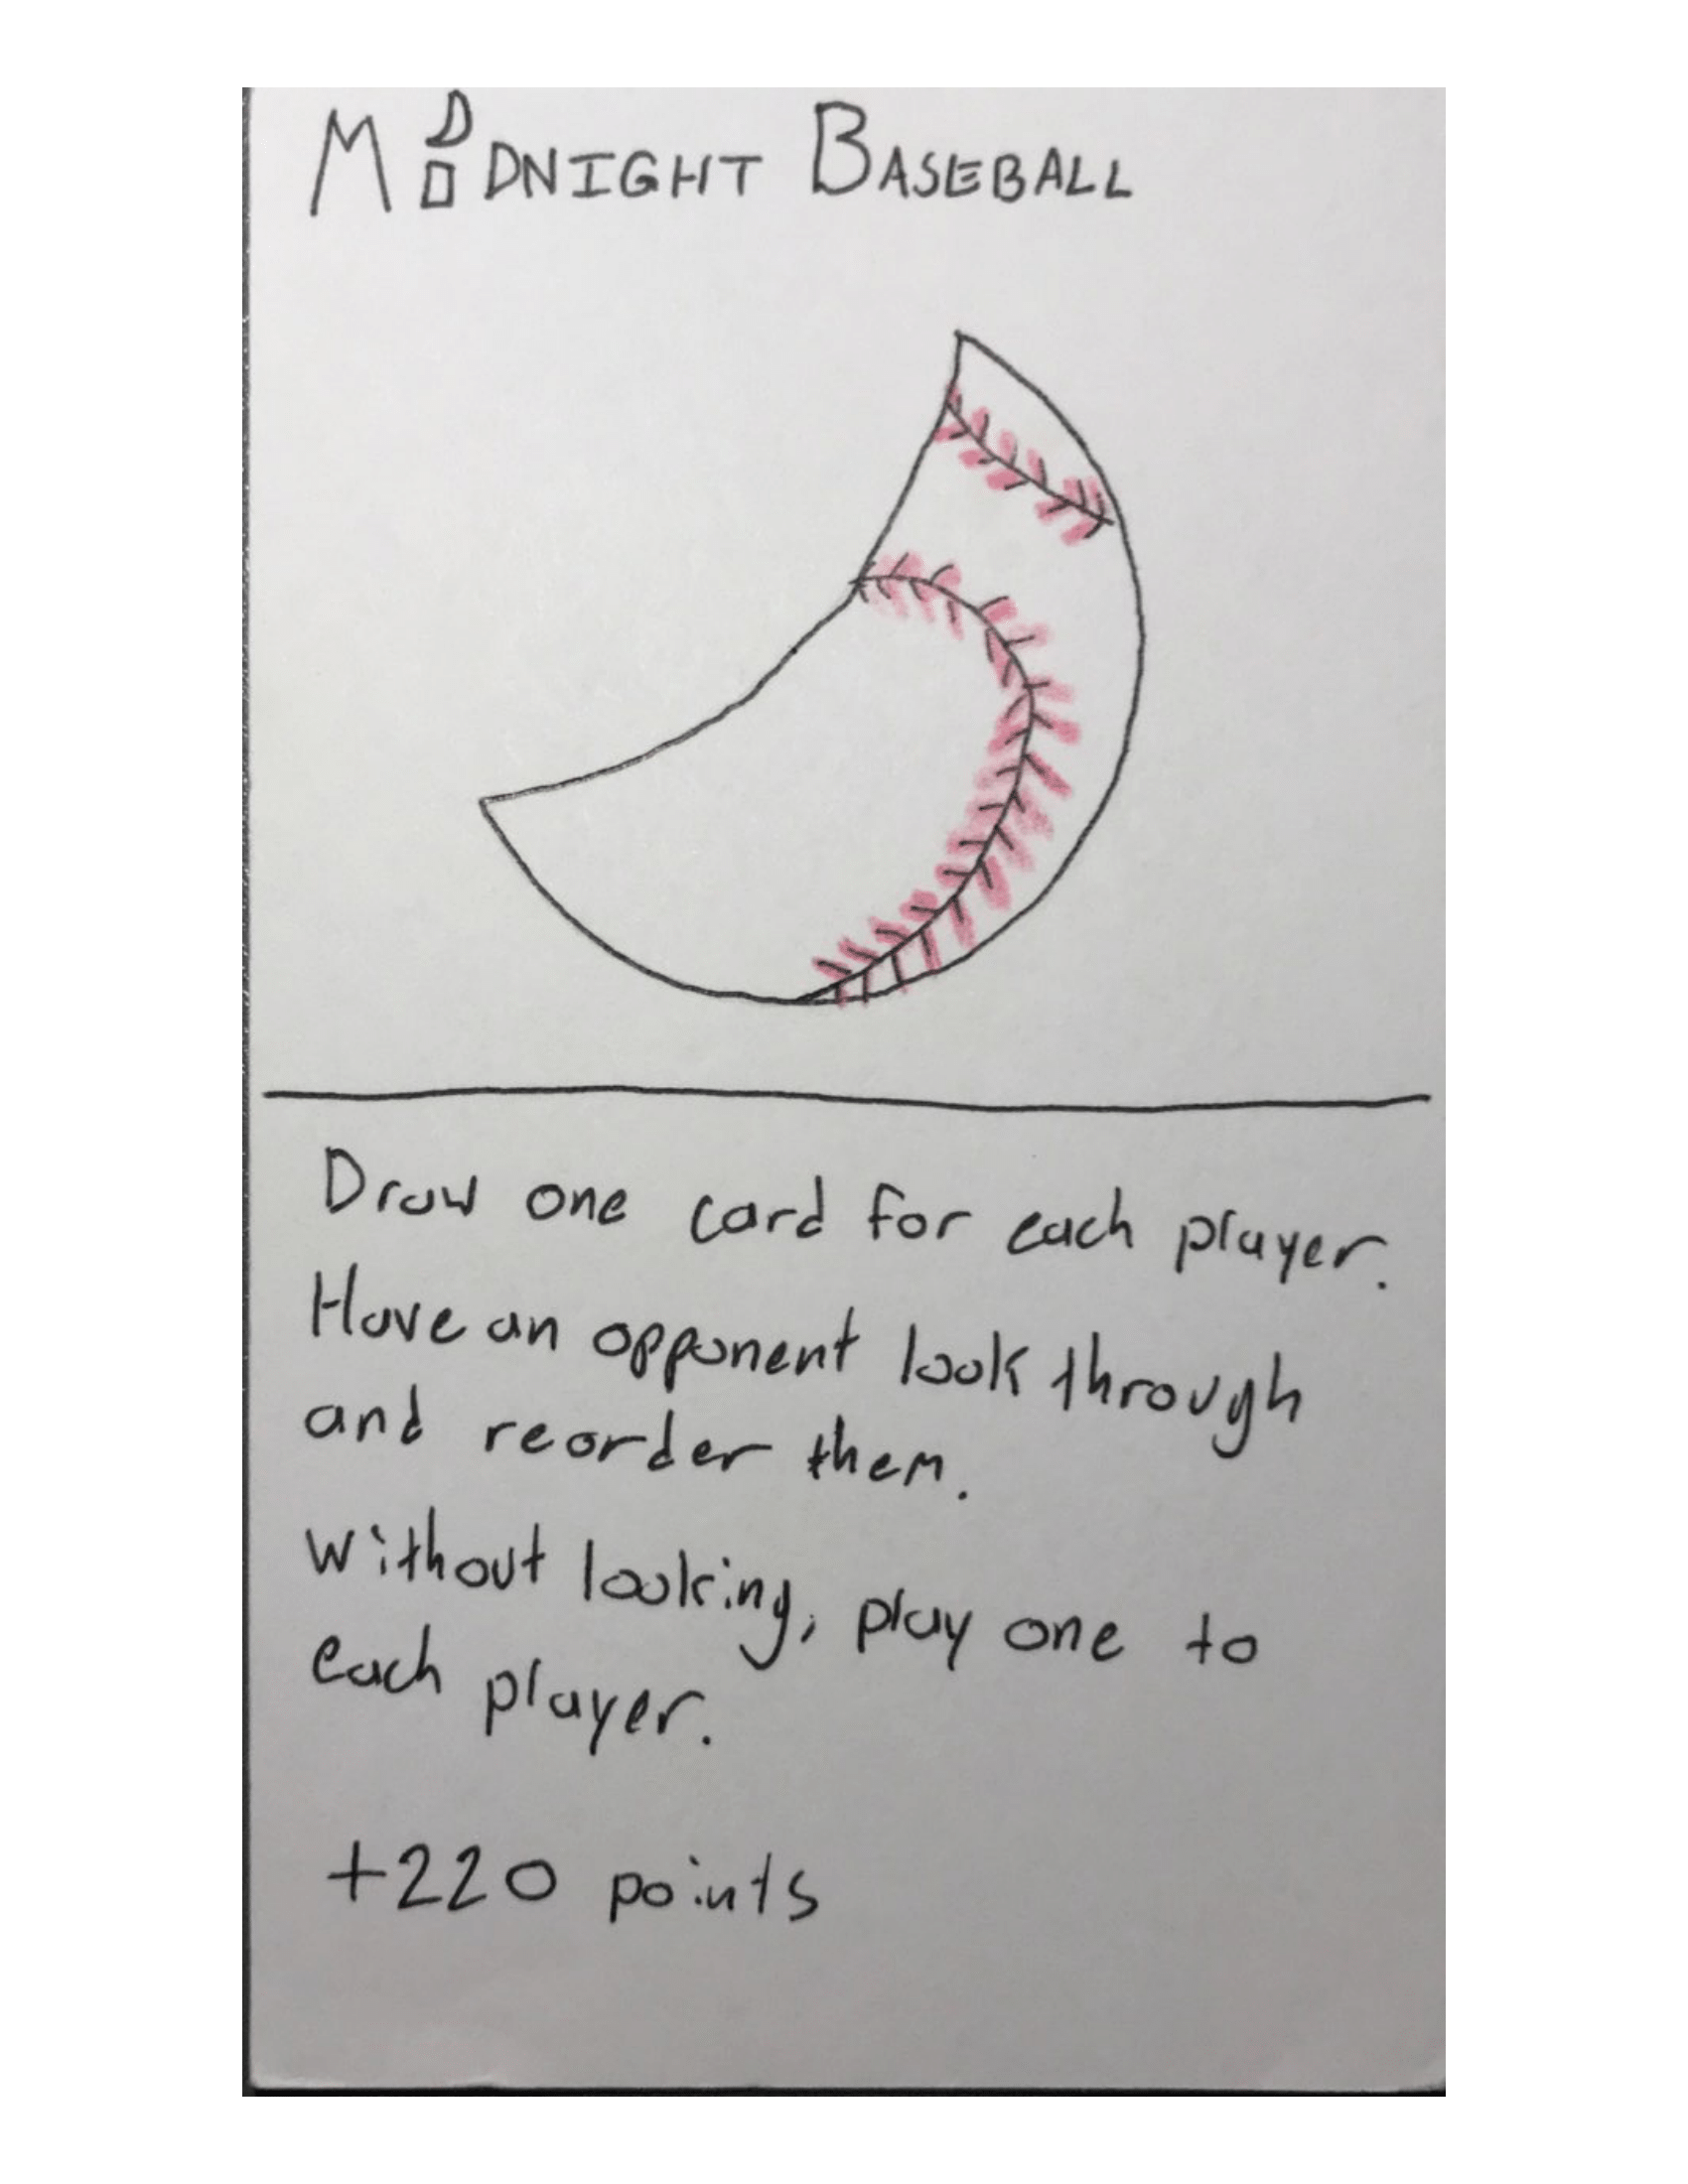 MIDNIGHT BASEBALL
Draw one card for each player.
Have an opponent look through
and reorder them.
Without looking, play one to
each player.
+220 points